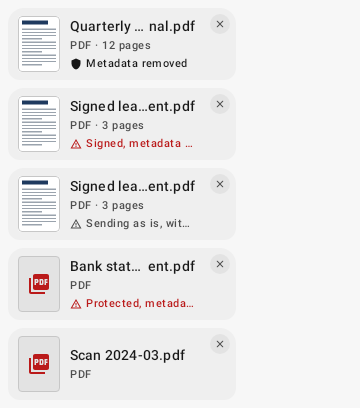 Quarterly … nal.pdf
PDF · 12 pages
Metadata removed
Signed lea…ent.pdf
PDF · 3 pages
Signed, metadata …
Signed lea…ent.pdf
PDF · 3 pages
Sending as is, wit…
Bank stat… ent.pdf
PDF
PDF
Protected, metada…
Scan 2024-03.pdf
PDF
PDF